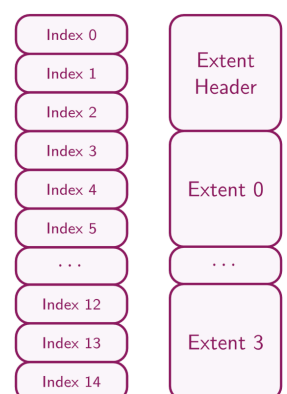 Index 0
Index 1
Index 2
Index 3
Index 4
Index 5
...
Index 12
Index 13
Index 14
Extent
Header
Extent 0
...
Extent 3